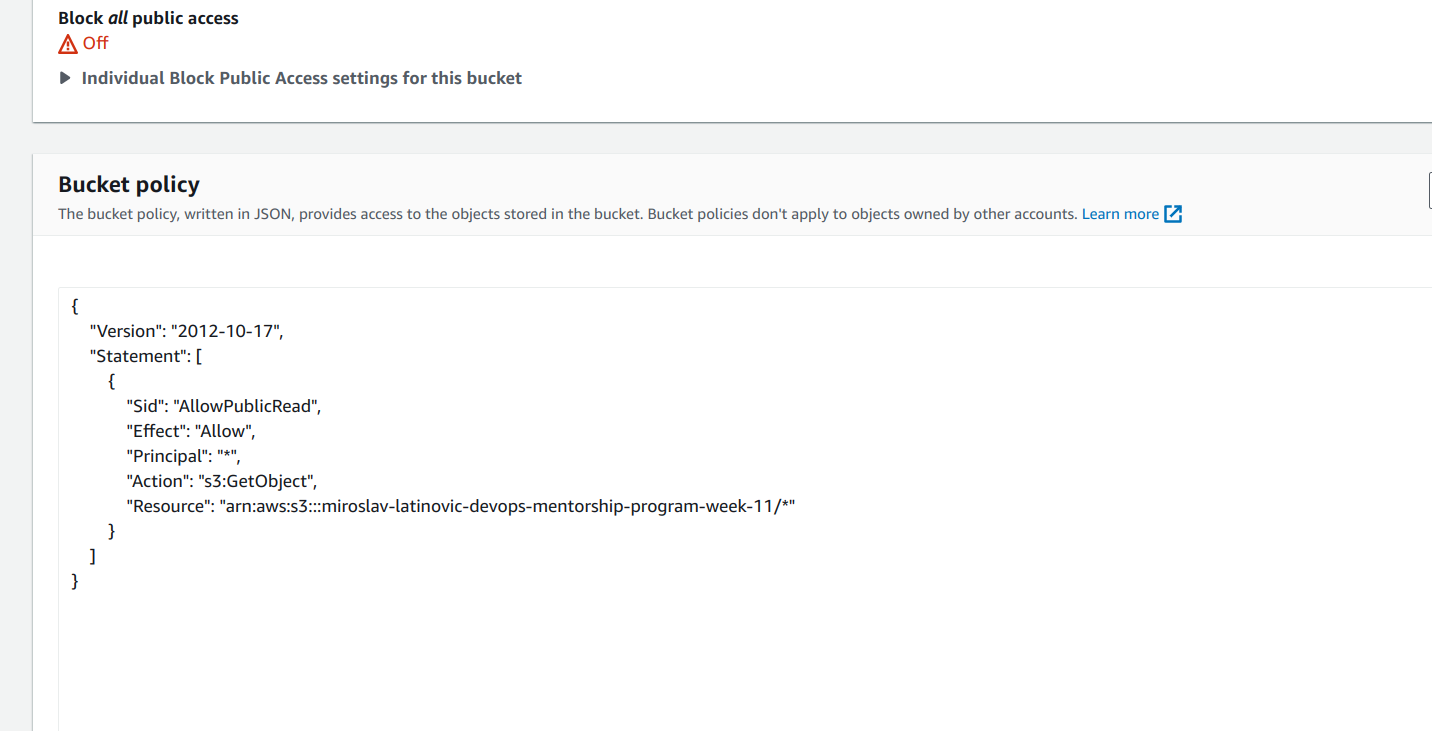 Block all public access
Off
Individual Block Public Access settings for this bucket
Bucket policy
The bucket policy, written in JSON, provides access to the objects stored in the bucket. Bucket policies don't apply to objects owned by other accounts. Learn more
{
    "Version": "2012-10-17",
    "Statement": [
        {
            "Sid": "AllowPublicRead",
            "Effect": "Allow",
            "Principal": "*",
            "Action": "s3:GetObject",
            "Resource": "arn:aws:s3:::miroslav-latinovic-devops-mentorship-program-week-11/*"
        }
    ]
}